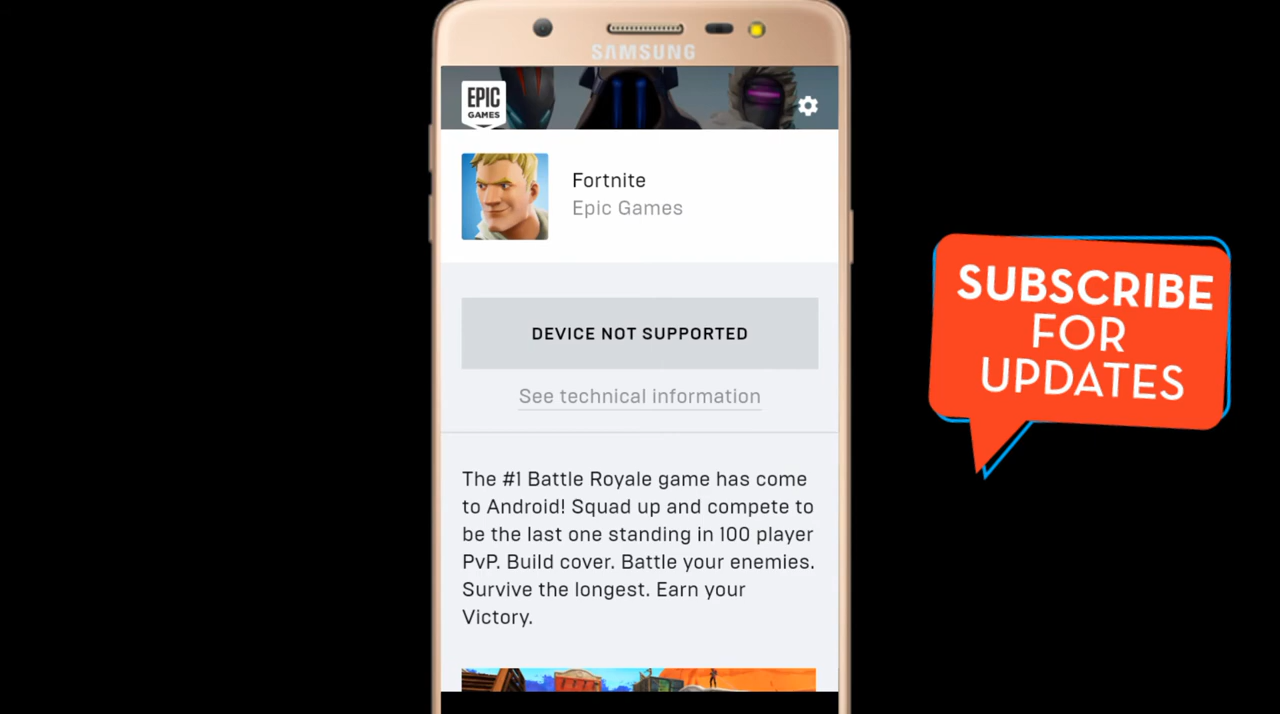 SAMSUNG
EPIC
GAMES
Fortnite
Epic Games
DEVICE NOT SUPPORTED
See technical information
The #1 Battle Royale game has come
to Android! Squad up and compete to
be the last one standing in 100 player
PvP. Build cover. Battle your enemies.
Survive the longest. Earn your
Victory.
SUBSCRIBE
FOR
UPDATES